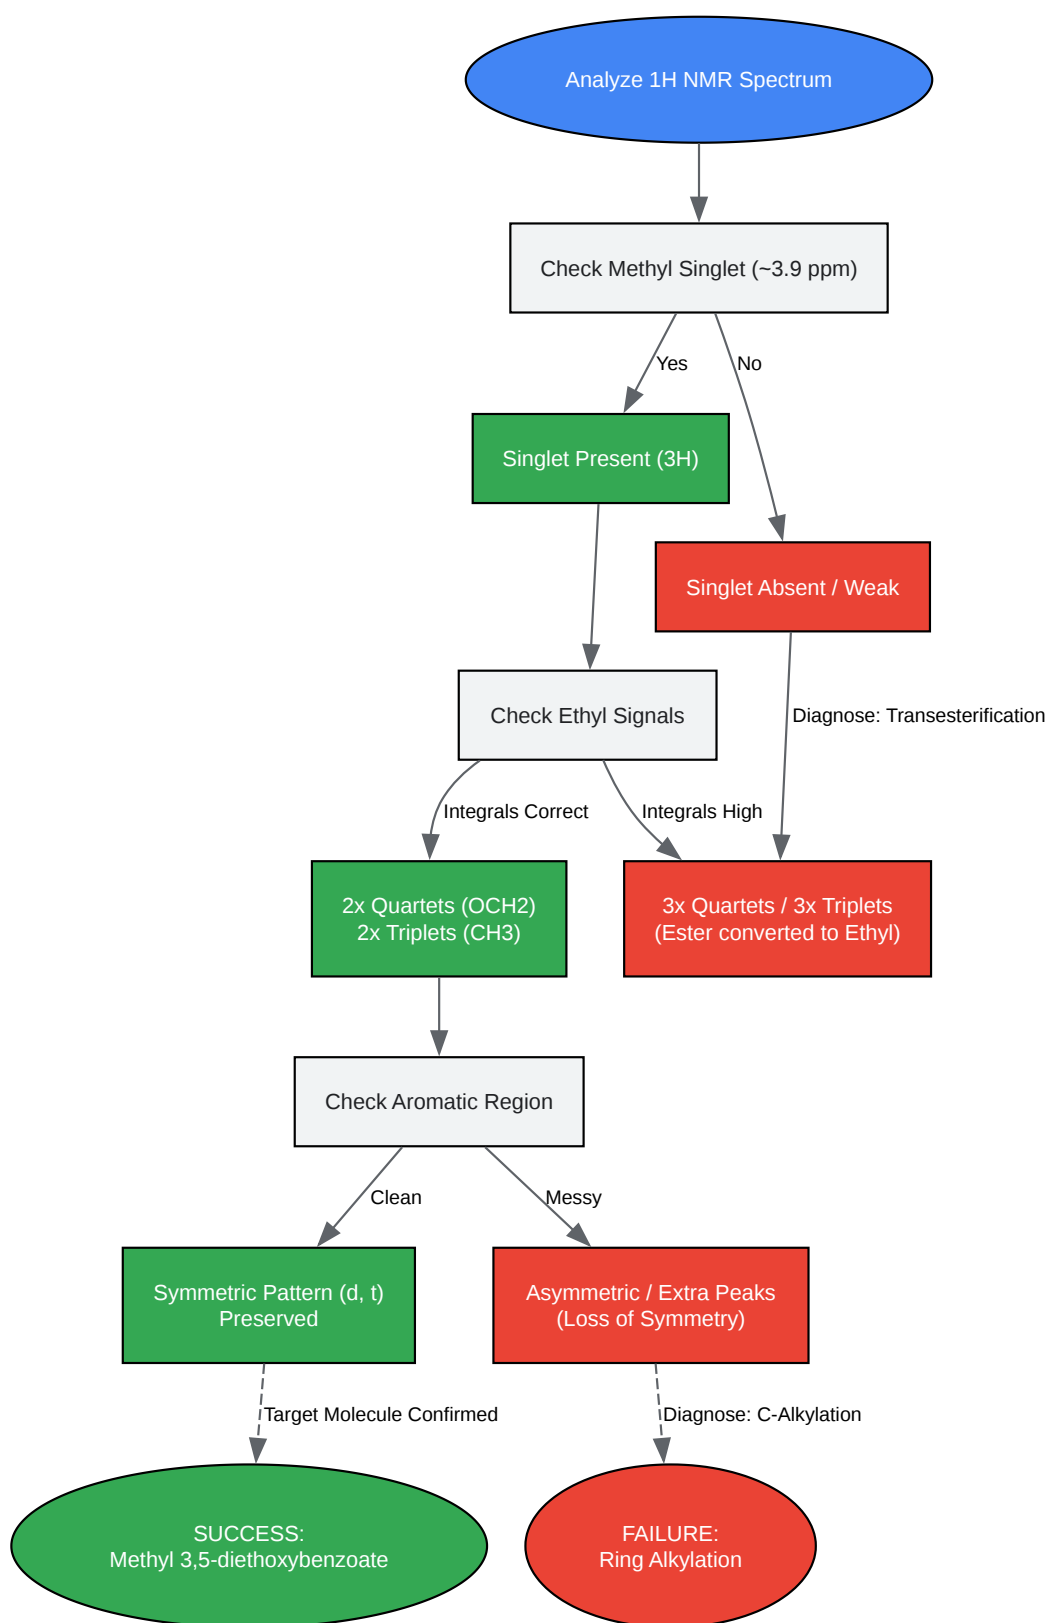 Analyze 1H NMR Spectrum
Check Methyl Singlet (~3.9 ppm)
Yes
No
Singlet Present (3H)
Singlet Absent / Weak
Check Ethyl Signals
Diagnose: Transesterification
Integrals Correct
Integrals High
2x Quartets (OCH2)
2x Triplets (CH3)
3x Quartets / 3x Triplets
(Ester converted to Ethyl)
Check Aromatic Region
Clean
Messy
Symmetric Pattern (d, t)
Preserved
Asymmetric / Extra Peaks
(Loss of Symmetry)
Target Molecule Confirmed
Diagnose: C-Alkylation
SUCCESS:
Methyl 3,5-diethoxybenzoate
FAILURE:
Ring Alkylation